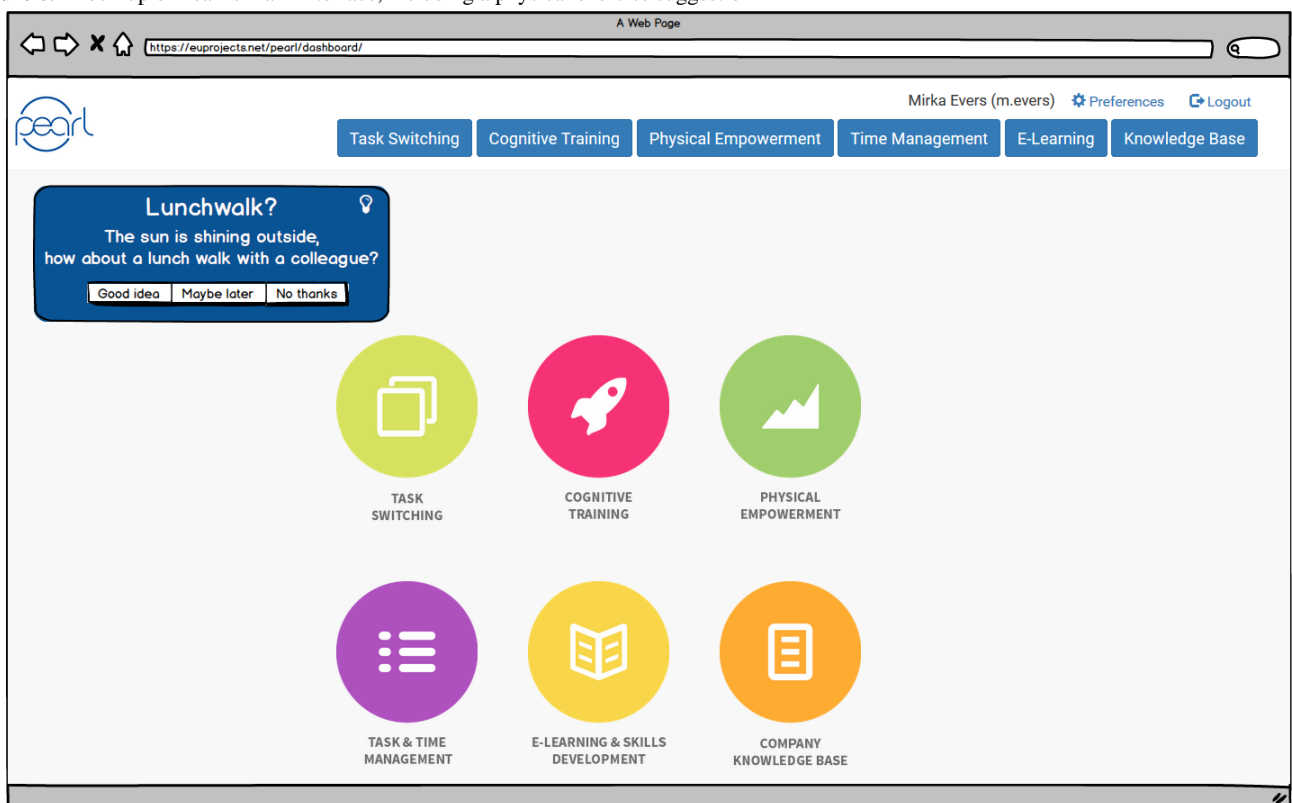 A Web Page
https://euprojects.net/pearl/dashboard/
Mirka Evers (m.evers) Preferences Logout
pearl
Task Switching Cognitive Training Physical Empowerment Time Management E-Learning Knowledge Base
Lunchwalk?
The sun is shining outside,
how about a lunch walk with a colleague?
Good idea Maybe later No thanks
TASK
SWITCHING
COGNITIVE
TRAINING
PHYSICAL
EMPOWERMENT
TASK & TIME
MANAGEMENT
E-LEARNING & SKILLS
DEVELOPMENT
COMPANY
KNOWLEDGE BASE